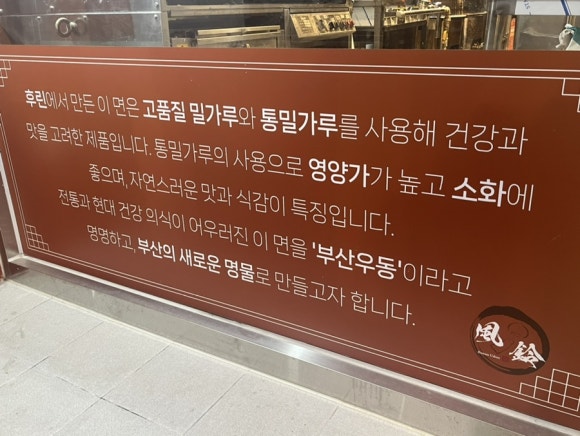 후린에서 만든 이 면은 고품질 밀가루와 통밀가루를 사용해 건강과
맛을 고려한 제품입니다. 통밀가루의 사용으로 영양가가 높고 소화에
좋으며, 자연스러운 맛과 식감이 특징입니다.
전통과 현대 건강 의식이 어우러진 이 면을 '부산우동'이라고
명명하고, 부산의 새로운 명물로 만들고자 합니다.
風鈴